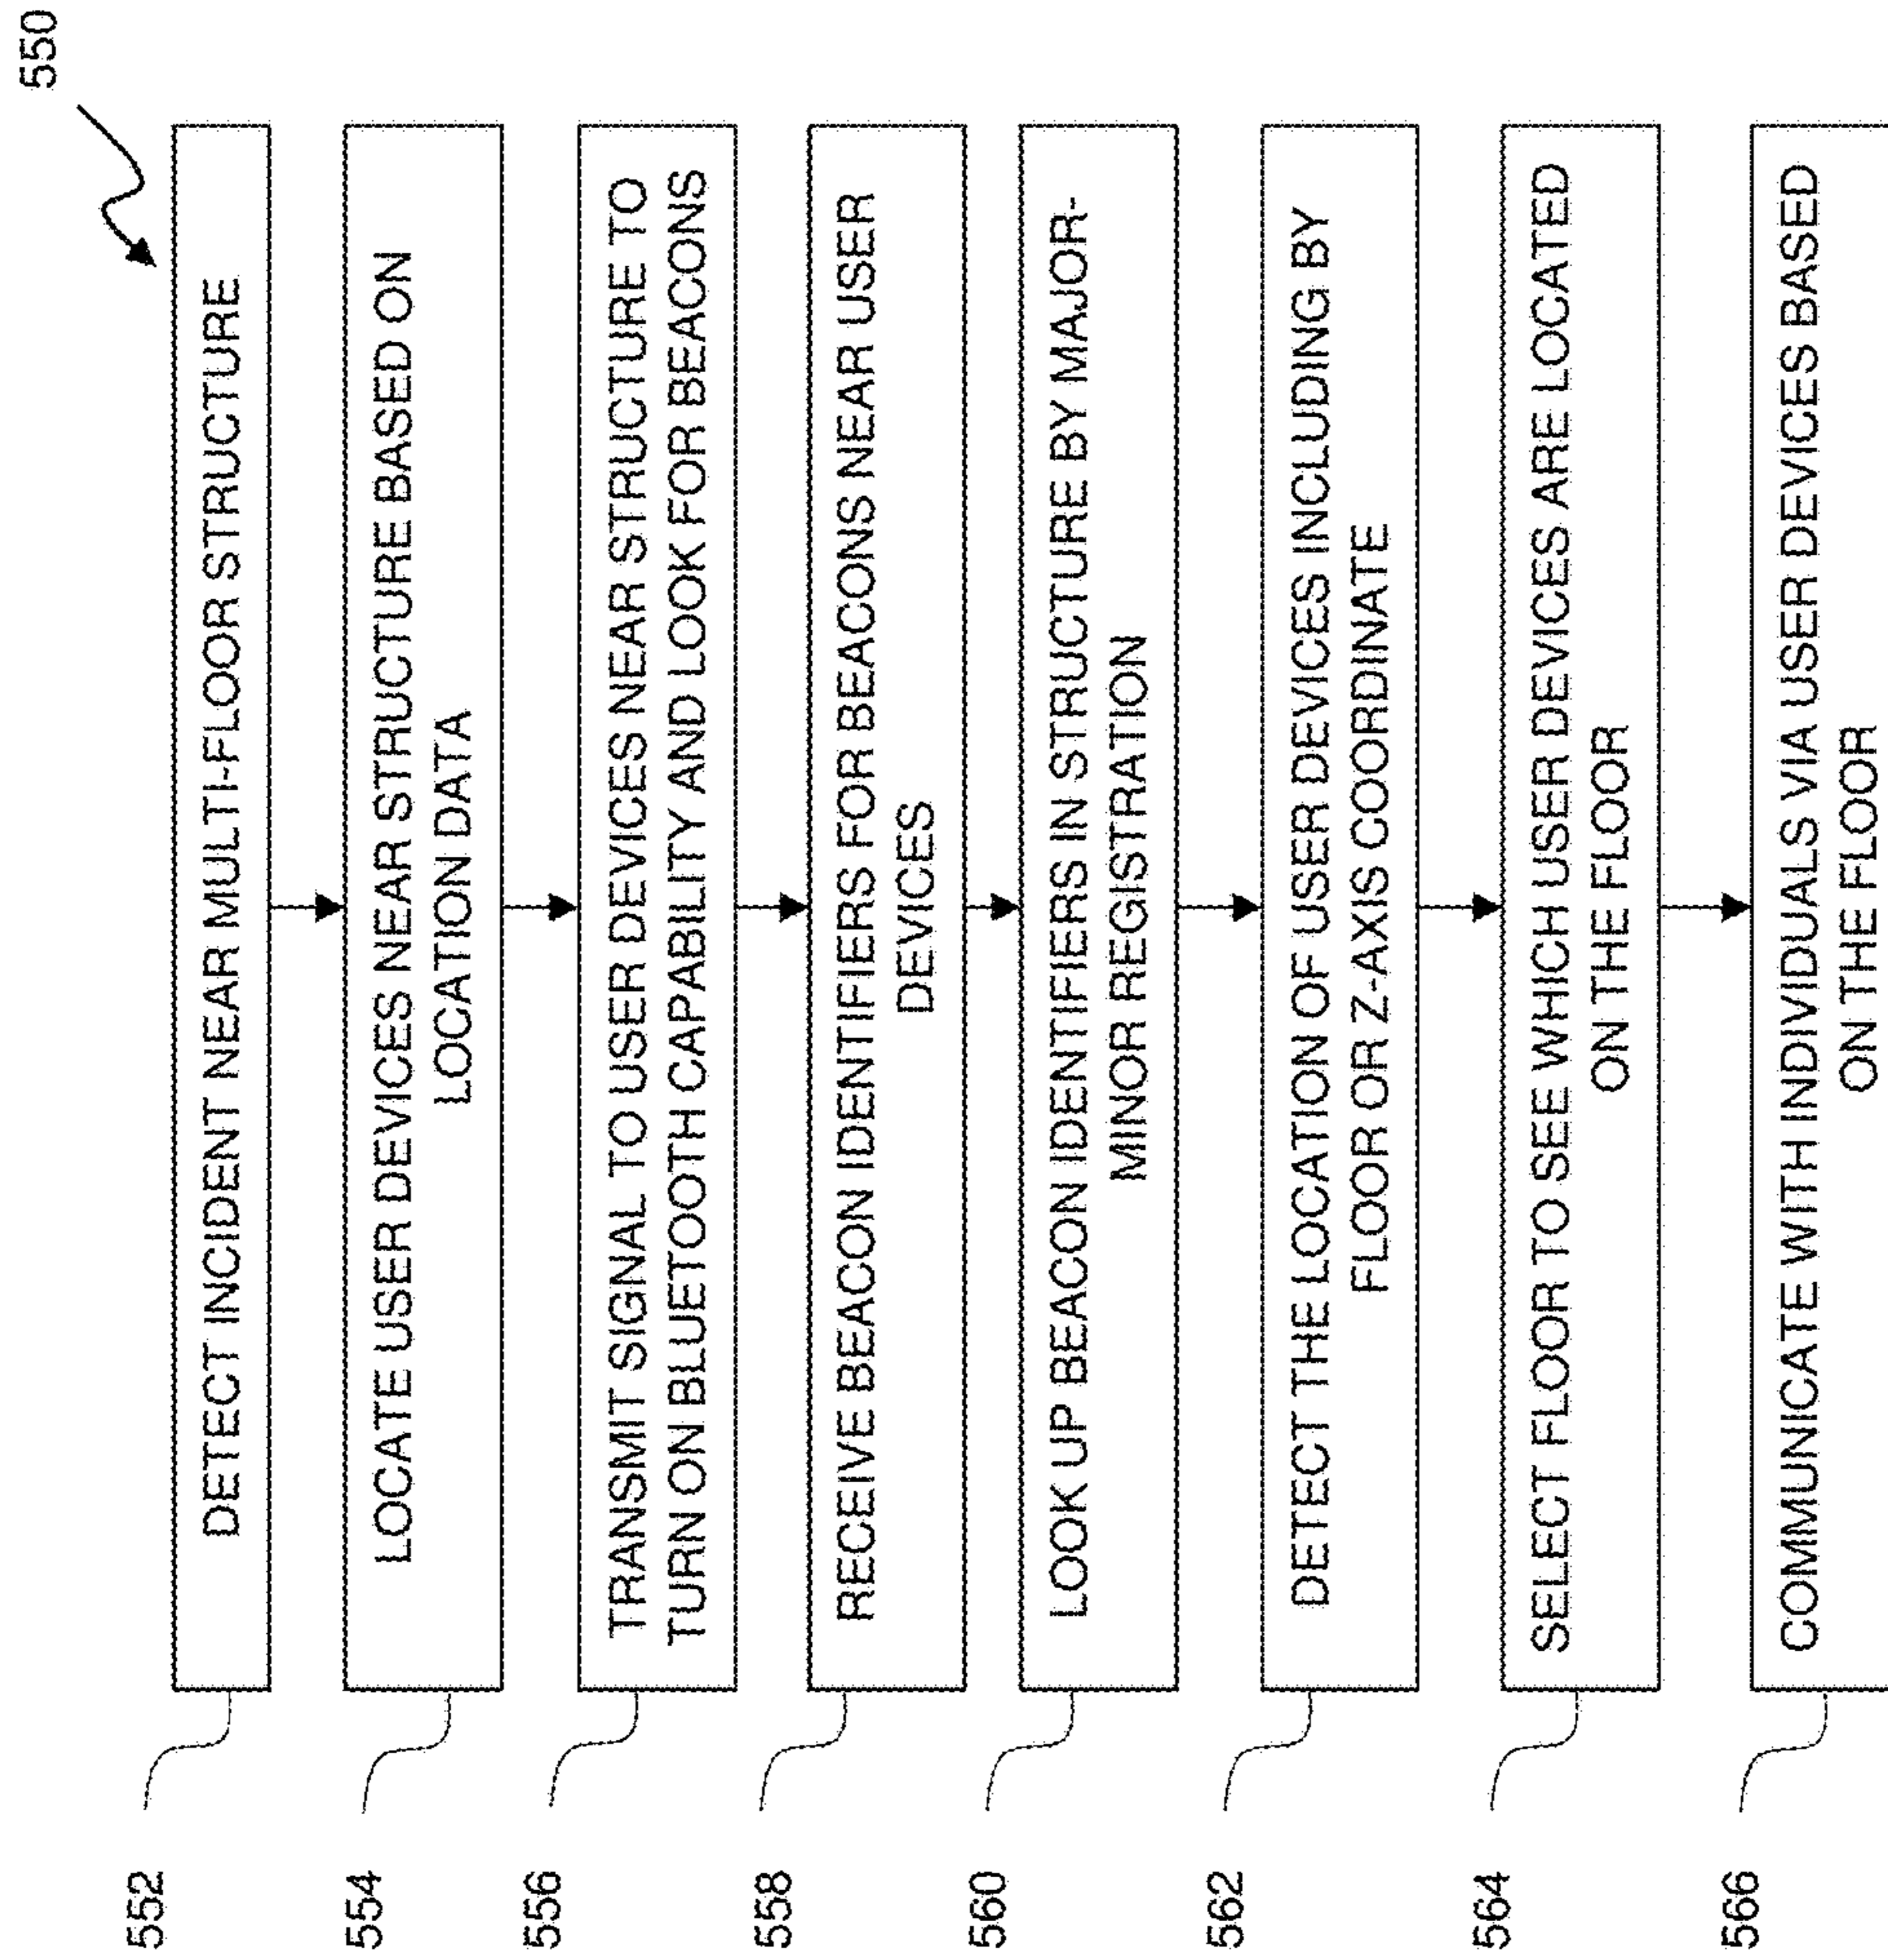 550
552
DETECT INCIDENT NEAR MULTI-FLOOR STRUCTURE
554
LOCATE USER DEVICES NEAR STRUCTURE BASED ON
LOCATION DATA
556
TRANSMIT SIGNAL TO USER DEVICES NEAR STRUCTURE TO
TURN ON BLUETOOTH CAPABILITY AND LOOK FOR BEACONS
558
RECEIVE BEACON IDENTIFIERS FOR BEACONS NEAR USER
DEVICES
560
LOOK UP BEACON IDENTIFIERS IN STRUCTURE BY MAJOR-
MINOR REGISTRATION
562
DETECT THE LOCATION OF USER DEVICES INCLUDING BY
FLOOR OR Z-AXIS COORDINATE
564
SELECT FLOOR TO SEE WHICH USER DEVICES ARE LOCATED
ON THE FLOOR
566
COMMUNICATE WITH INDIVIDUALS VIA USER DEVICES BASED
ON THE FLOOR